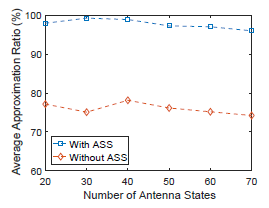 Average Approximation Ratio (%)
100
90
80
70
60
With ASS
Without ASS
20 30 40 50 60 70
Number of Antenna States